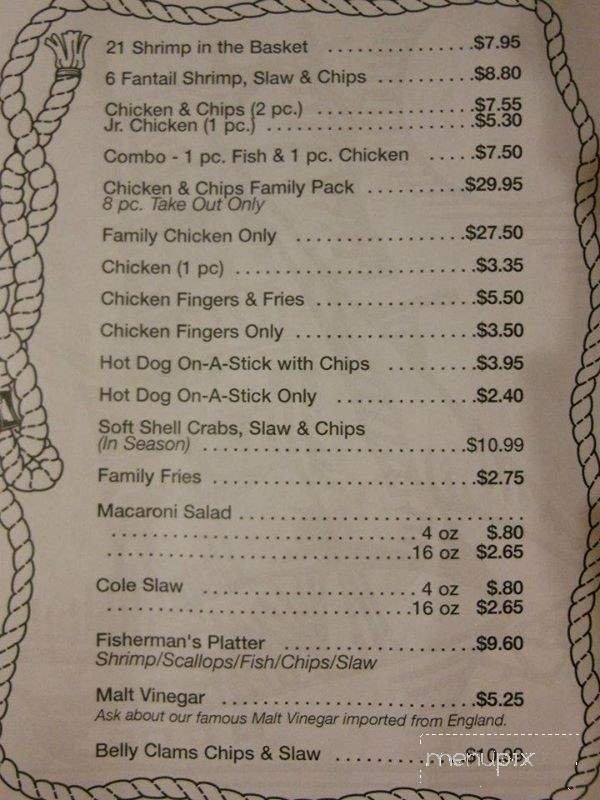 21 Shrimp in the Basket ..................$7.95
6 Fantail Shrimp, Slaw & Chips ............$8.80
Chicken & Chips (2 pc.) ...................$7.55
Jr. Chicken (1 pc.) ........................$5.30
Combo - 1 pc. Fish & 1 pc. Chicken .....$7.50
Chicken & Chips Family Pack ..........$29.95
8 pc. Take Out Only
Family Chicken Only .................$27.50
Chicken (1 pc) ..........................$3.35
Chicken Fingers & Fries .................$5.50
Chicken Fingers Only ...................$3.50
Hot Dog On-A-Stick with Chips .........$3.95
Hot Dog On-A-Stick Only ..............$2.40
Soft Shell Crabs, Slaw & Chips
(In Season) ............................$10.99
Family Fries ............................$2.75
Macaroni Salad ............................
..............................4 oz $.80
..............................16 oz $2.65
Cole Slaw .....................4 oz $.80
..............................16 oz $2.65
Fisherman's Platter .....................$9.60
Shrimp/Scallops/Fish/Chips/Slaw
Malt Vinegar ..........................$5.25
Ask about our famous Malt Vinegar imported from England.
Belly Clams Chips & Slaw ............
menupix